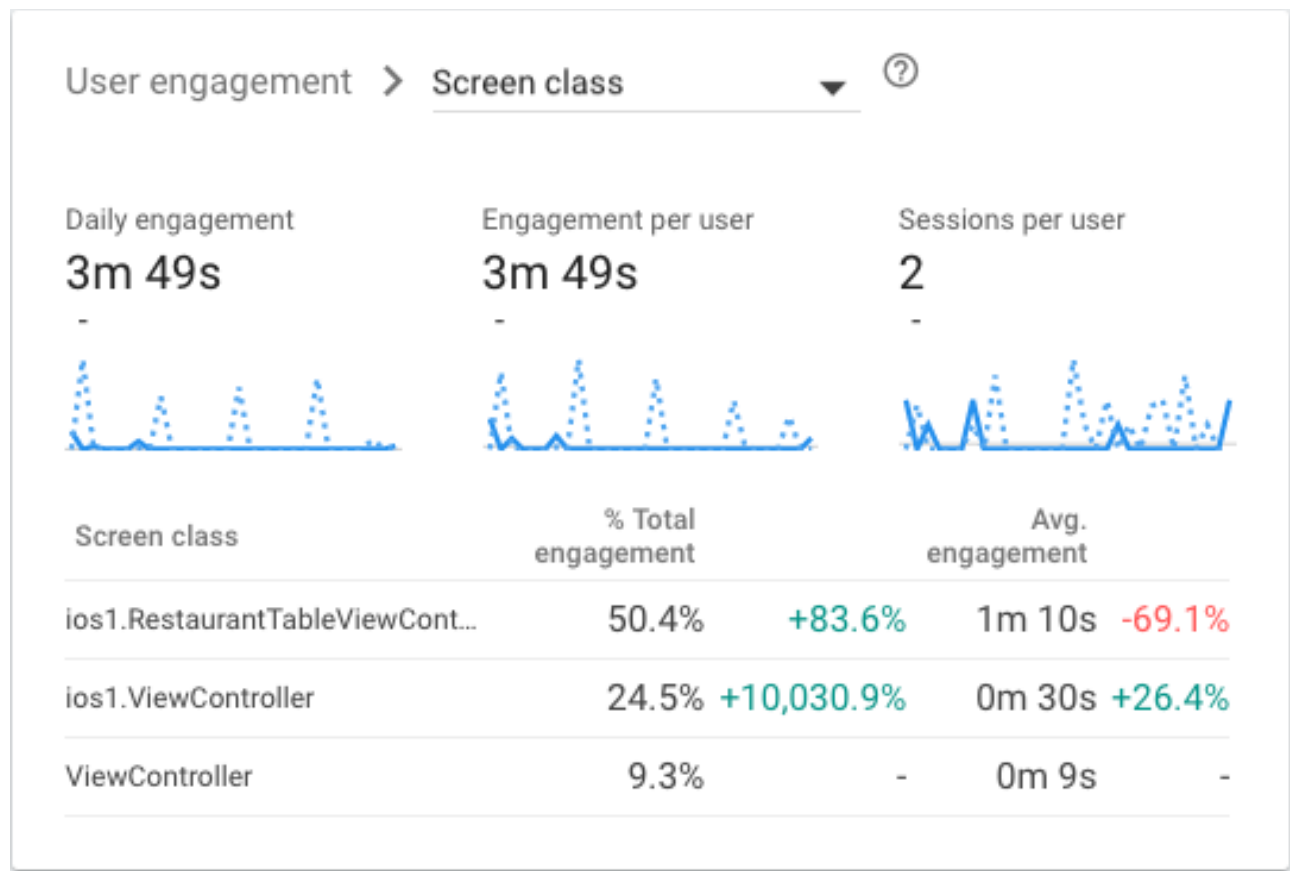 User engagement > Screen class ?
Daily engagement Engagement per user Sessions per user
3m 49s 3m 49s 2
- - -
Screen class % Total engagement Avg. engagement
ios1.RestaurantTableViewCont... 50.4% +83.6% 1m 10s -69.1%
ios1.ViewController 24.5% +10,030.9% 0m 30s +26.4%
ViewController 9.3% - 0m 9s -